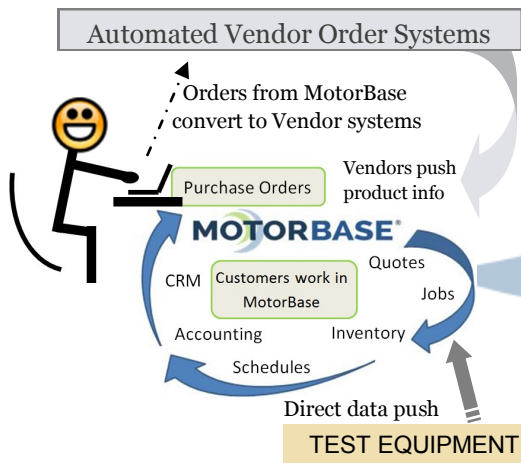 Automated Vendor Order Systems
Orders from MotorBase
convert to Vendor systems
Vendors push
product info
Purchase Orders
MOTORBASE®
Quotes
CRM
Customers work in
MotorBase
Jobs
Accounting
Inventory
Schedules
Direct data push
TEST EQUIPMENT